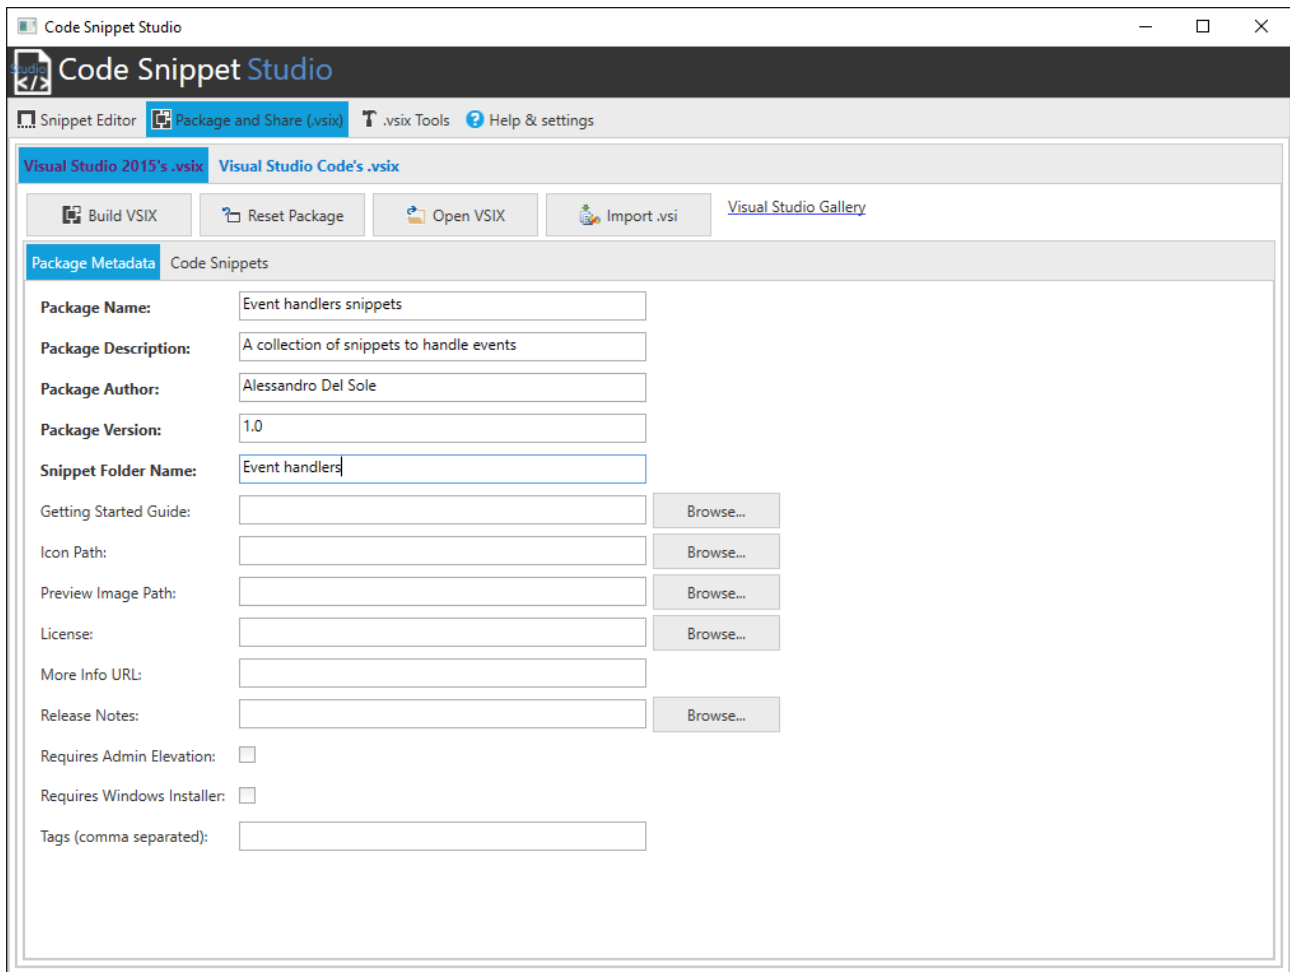 Code Snippet Studio
Studio
</>
Code Snippet Studio
Snippet Editor Package and Share (.vsix) .vsix Tools ? Help & settings
Visual Studio 2015's .vsix Visual Studio Code's .vsix
Build VSIX Reset Package Open VSIX Import .vsi Visual Studio Gallery
Package Metadata Code Snippets
Package Name: Event handlers snippets
Package Description: A collection of snippets to handle events
Package Author: Alessandro Del Sole
Package Version: 1.0
Snippet Folder Name: Event handlers
Getting Started Guide: Browse...
Icon Path: Browse...
Preview Image Path: Browse...
License: Browse...
More Info URL:
Release Notes: Browse...
Requires Admin Elevation:
Requires Windows Installer:
Tags (comma separated):